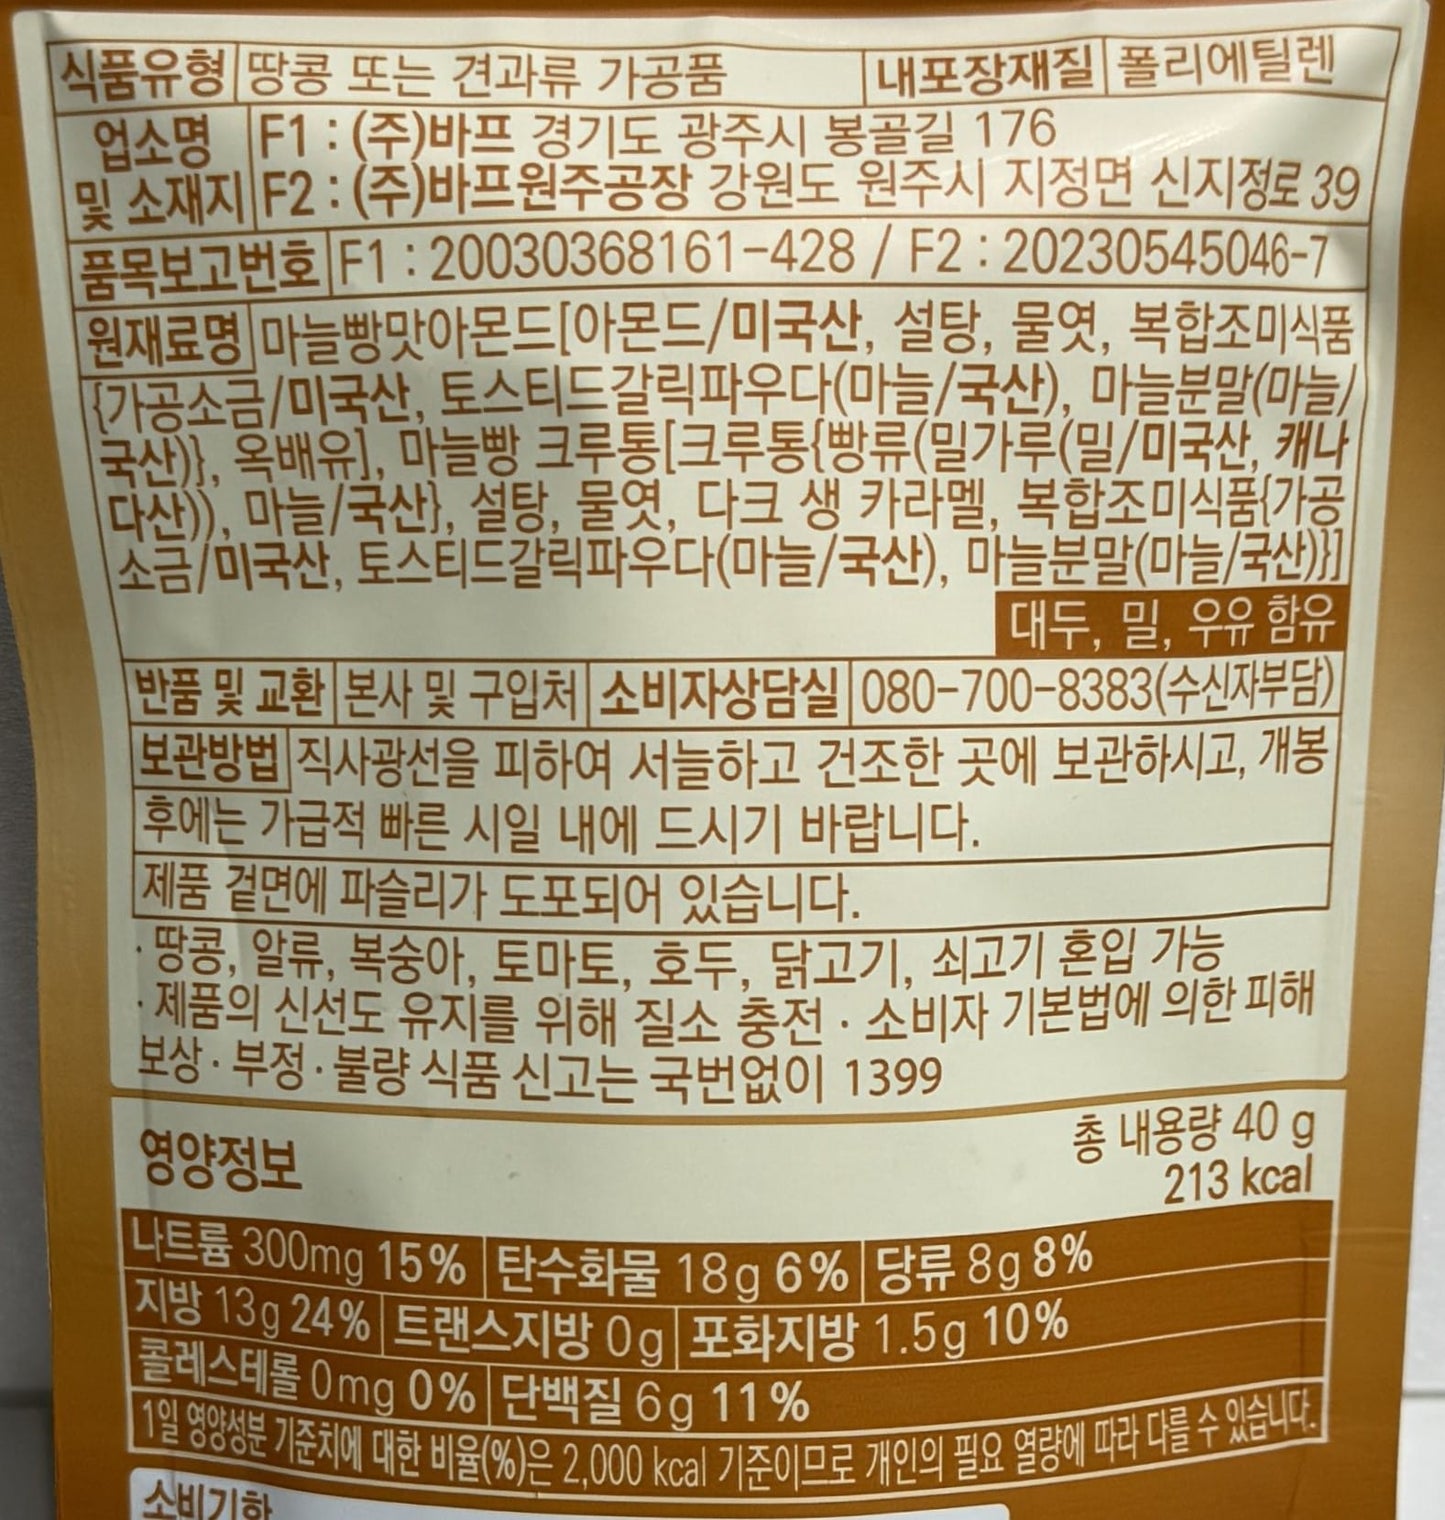 식품유형 땅콩 또는 견과류 가공품 내포장재질 폴리에틸렌
업소명 F1 : (주)바프 경기도 광주시 봉골길 176
및 소재지 F2 : (주)바프원주공장 강원도 원주시 지정면 신지정로 39
품목보고번호 F1 : 20030368161-428 / F2 : 20230545046-7
원재료명 마늘빵맛아몬드[아몬드/미국산, 설탕, 물엿, 복합조미식품
{가공소금/미국산, 토스티드갈릭파우다(마늘/국산), 마늘분말(마늘/
국산)}, 옥배유], 마늘빵 크루통[크루통{빵류(밀가루(밀/미국산, 캐나
다산)), 마늘/국산}, 설탕, 물엿, 다크 생 카라멜, 복합조미식품{가공
소금/미국산, 토스티드갈릭파우다(마늘/국산), 마늘분말(마늘/국산)}]
대두, 밀, 우유 함유
반품 및 교환 본사 및 구입처 소비자상담실 080-700-8383(수신자부담)
보관방법 직사광선을 피하여 서늘하고 건조한 곳에 보관하시고, 개봉
후에는 가급적 빠른 시일 내에 드시기 바랍니다.
제품 겉면에 파슬리가 도포되어 있습니다.
· 땅콩, 알류, 복숭아, 토마토, 호두, 닭고기, 쇠고기 혼입 가능
· 제품의 신선도 유지를 위해 질소 충전 · 소비자 기본법에 의한 피해
보상 · 부정 · 불량 식품 신고는 국번없이 1399
영양정보 총 내용량 40 g
213 kcal
나트륨 300mg 15% 탄수화물 18g 6% 당류 8g 8%
지방 13g 24% 트랜스지방 0g 포화지방 1.5g 10%
콜레스테롤 0mg 0% 단백질 6g 11%
1일 영양성분 기준치에 대한 비율(%)은 2,000 kcal 기준이므로 개인의 필요 열량에 따라 다를 수 있습니다.
소비기한